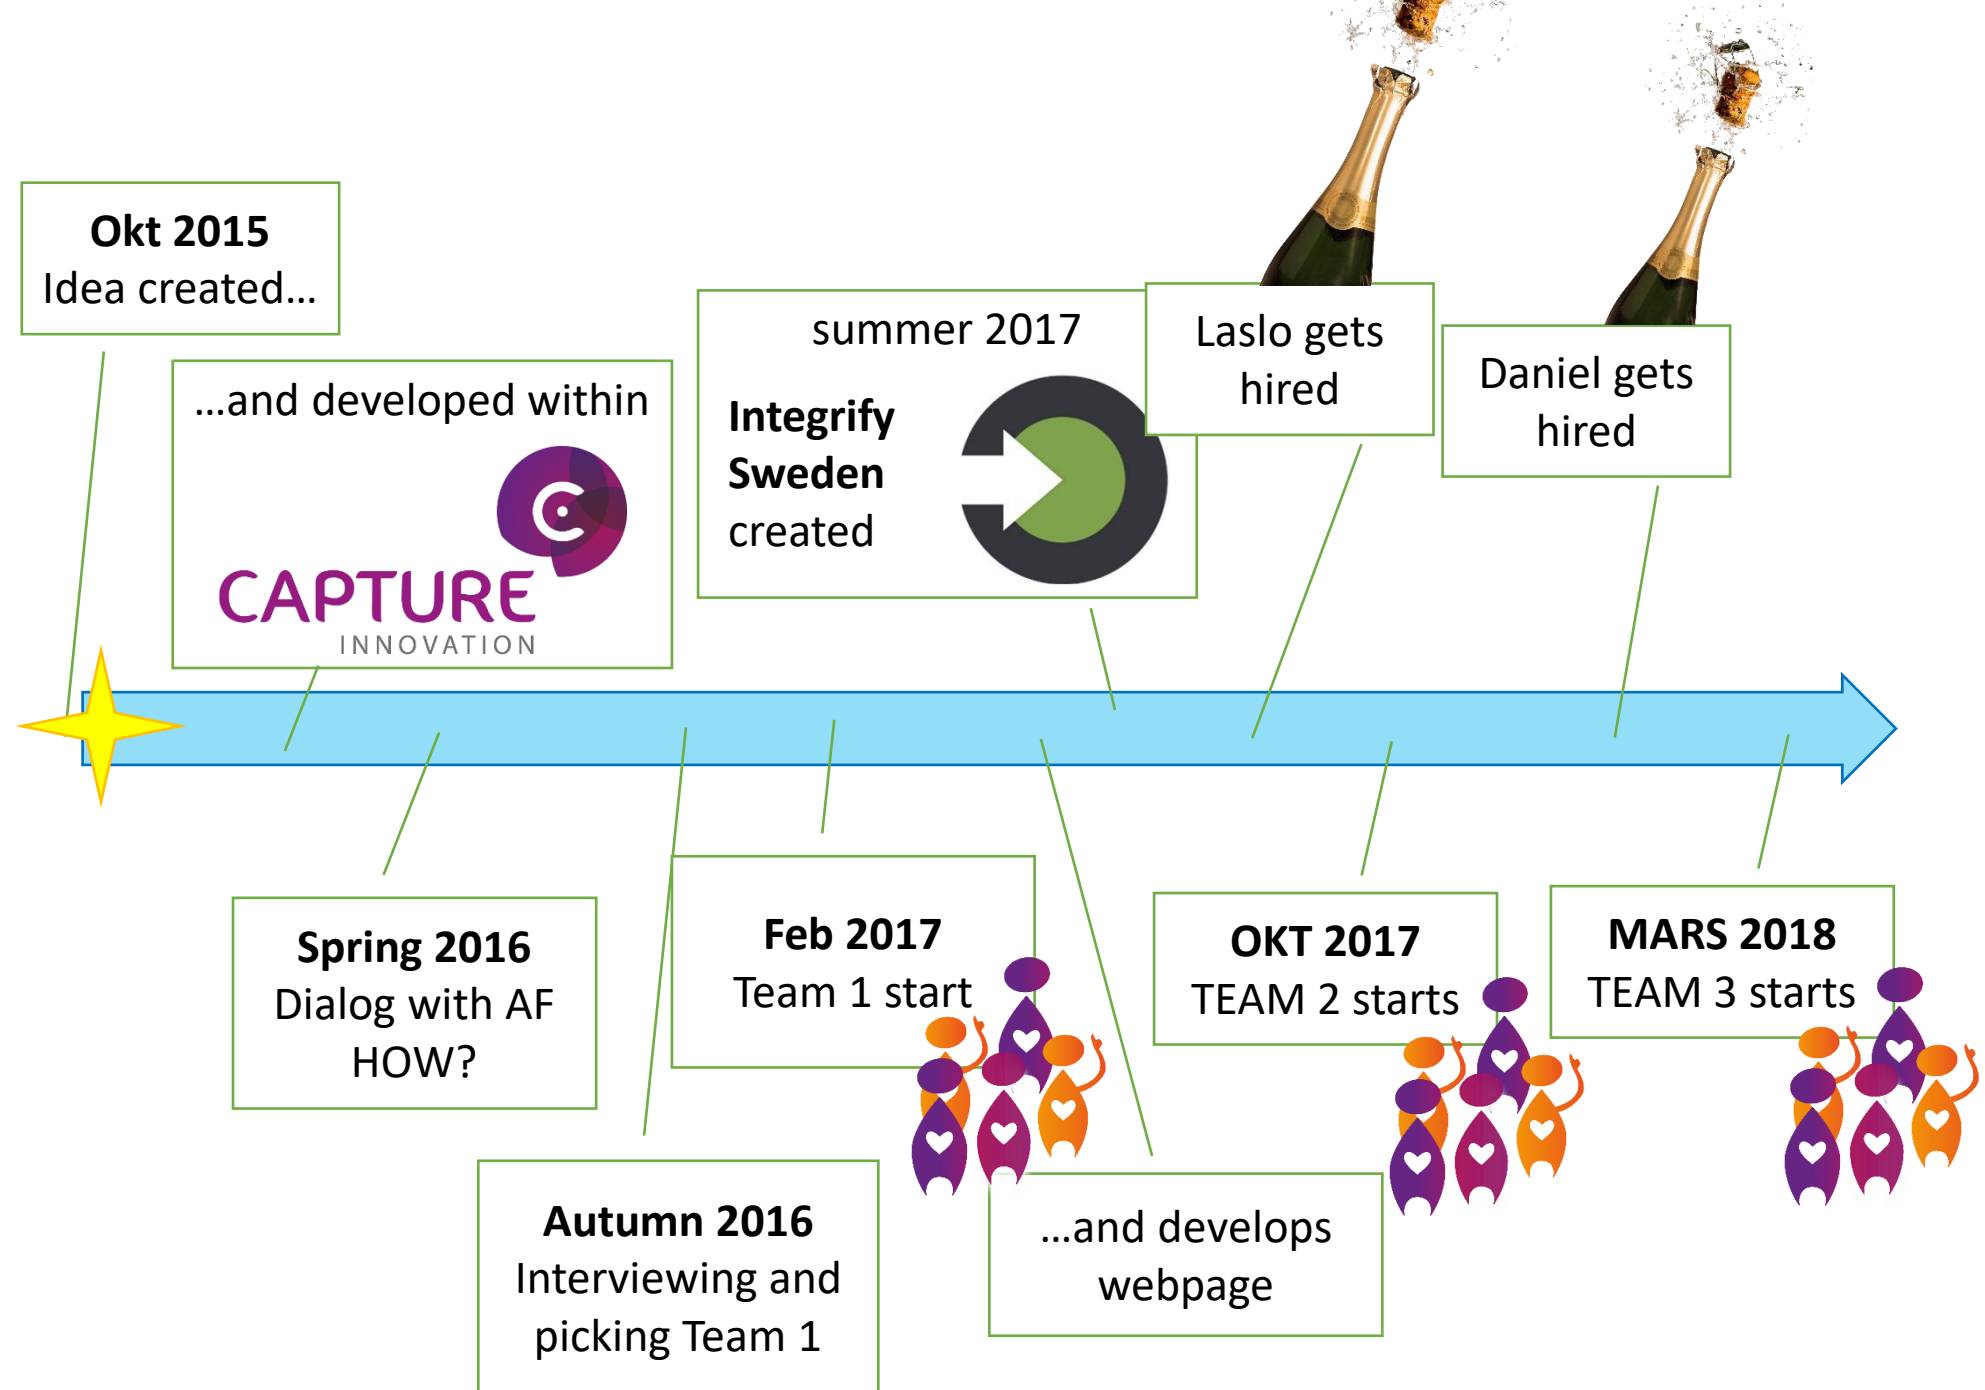 Okt 2015
Idea created...
...and developed within
CAPTURE
INNOVATION
summer 2017
Integrify
Sweden
created
Laslo gets
hired
Daniel gets
hired
Spring 2016
Dialog with AF
HOW?
Autumn 2016
Interviewing and
picking Team 1
Feb 2017
Team 1 start
...and develops
webpage
OKT 2017
TEAM 2 starts
MARS 2018
TEAM 3 starts